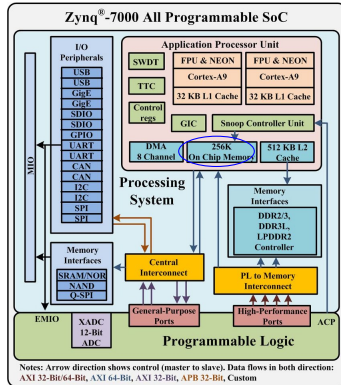 Zynq®-7000 All Programmable SoC
I/O
Peripherals
USB
USB
GigE
GigE
SDIO
SDIO
GPIO
UART
UART
CAN
CAN
I2C
I2C
SPI
SPI
MIO
Application Processor Unit
SWDT
TTC
Control
regs
FPU & NEON
Cortex-A9
32 KB L1 Cache
FPU & NEON
Cortex-A9
32 KB L1 Cache
GIC
Snoop Controller Unit
DMA
8 Channel
256K
On Chip Memory
512 KB L2
Cache
Processing
System
Memory
Interfaces
DDR2/3,
DDR3L,
LPDDR2
Controller
Memory Interfaces
SRAM/NOR
NAND
Q-SPI
Central
Interconnect
PL to Memory
Interconnect
EMIO
XADC
12-Bit
ADC
General-Purpose
Ports
High-Performance
Ports
ACP
Programmable Logic
Notes: Arrow direction shows control (master to slave). Data flows in both direction:
AXI 32-Bit/64-Bit, AXI 64-Bit, AXI 32-Bit, APB 32-Bit, Custom